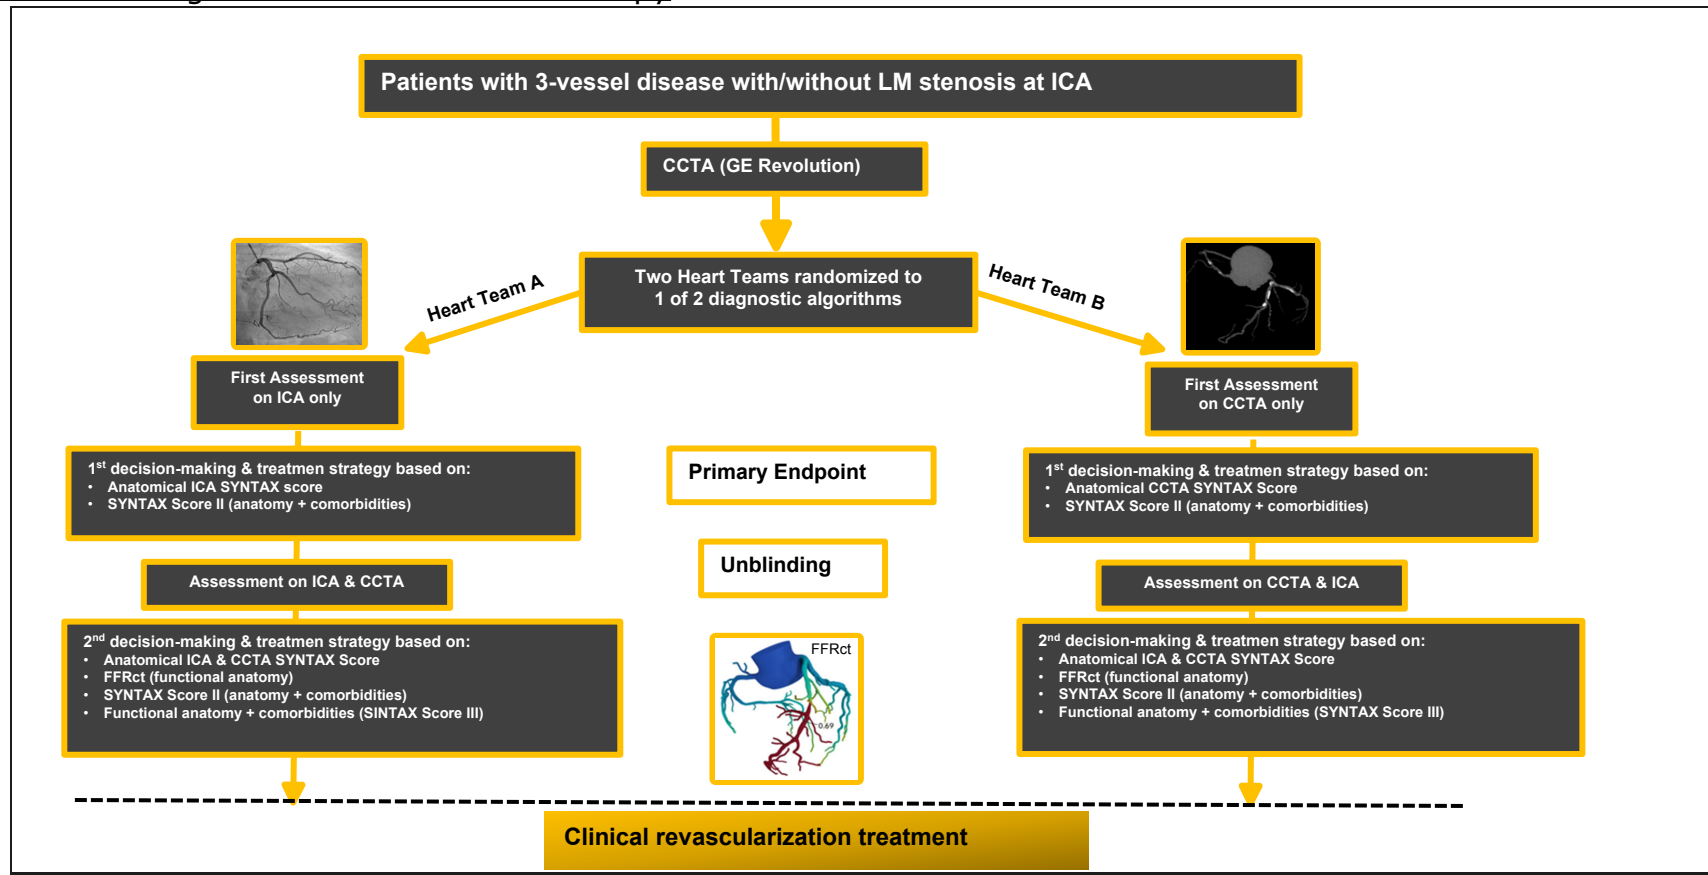 Patients with 3-vessel disease with/without LM stenosis at ICA
CCTA (GE Revolution)
Two Heart Teams randomized to
1 of 2 diagnostic algorithms
Heart Team A
Heart Team B
First Assessment
on ICA only
First Assessment
on CCTA only
1st decision-making & treatmen strategy based on:
• Anatomical ICA SYNTAX score
• SYNTAX Score II (anatomy + comorbidities)
Primary Endpoint
1st decision-making & treatmen strategy based on:
• Anatomical CCTA SYNTAX Score
• SYNTAX Score II (anatomy + comorbidities)
Unblinding
Assessment on ICA & CCTA
Assessment on CCTA & ICA
2nd decision-making & treatmen strategy based on:
• Anatomical ICA & CCTA SYNTAX Score
• FFRct (functional anatomy)
• SYNTAX Score II (anatomy + comorbidities)
• Functional anatomy + comorbidities (SINTAX Score III)
FFRct
0.69
2nd decision-making & treatmen strategy based on:
• Anatomical ICA & CCTA SYNTAX Score
• FFRct (functional anatomy)
• SYNTAX Score II (anatomy + comorbidities)
• Functional anatomy + comorbidities (SYNTAX Score III)
Clinical revascularization treatment